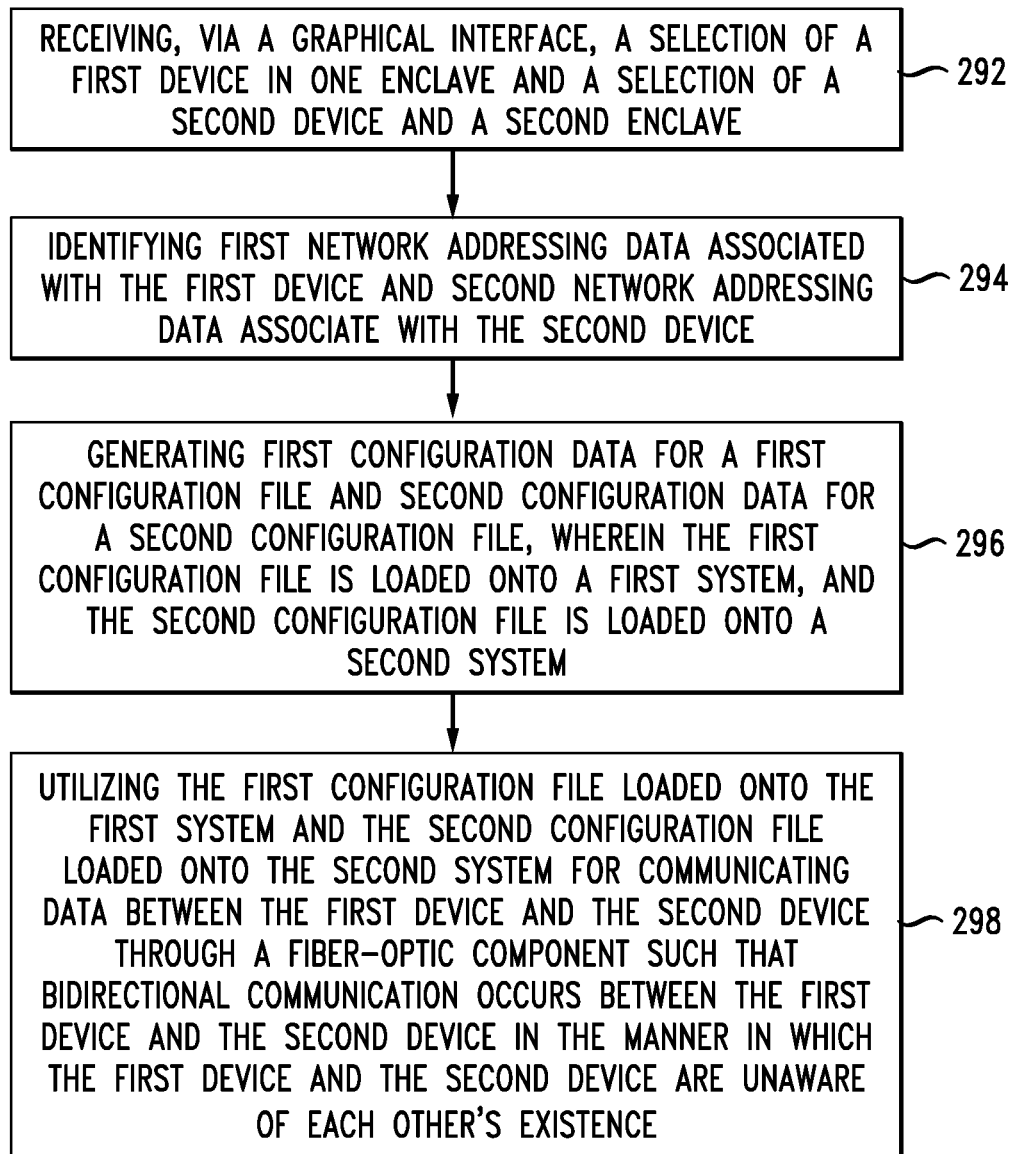 RECEIVING, VIA A GRAPHICAL INTERFACE, A SELECTION OF A
FIRST DEVICE IN ONE ENCLAVE AND A SELECTION OF A
SECOND DEVICE AND A SECOND ENCLAVE
292
IDENTIFYING FIRST NETWORK ADDRESSING DATA ASSOCIATED
WITH THE FIRST DEVICE AND SECOND NETWORK ADDRESSING
DATA ASSOCIATE WITH THE SECOND DEVICE
294
GENERATING FIRST CONFIGURATION DATA FOR A FIRST
CONFIGURATION FILE AND SECOND CONFIGURATION DATA FOR
A SECOND CONFIGURATION FILE, WHEREIN THE FIRST
CONFIGURATION FILE IS LOADED ONTO A FIRST SYSTEM, AND
THE SECOND CONFIGURATION FILE IS LOADED ONTO A
SECOND SYSTEM
296
UTILIZING THE FIRST CONFIGURATION FILE LOADED ONTO THE
FIRST SYSTEM AND THE SECOND CONFIGURATION FILE
LOADED ONTO THE SECOND SYSTEM FOR COMMUNICATING
DATA BETWEEN THE FIRST DEVICE AND THE SECOND DEVICE
THROUGH A FIBER-OPTIC COMPONENT SUCH THAT
BIDIRECTIONAL COMMUNICATION OCCURS BETWEEN THE FIRST
DEVICE AND THE SECOND DEVICE IN THE MANNER IN WHICH
THE FIRST DEVICE AND THE SECOND DEVICE ARE UNAWARE
OF EACH OTHER'S EXISTENCE
298